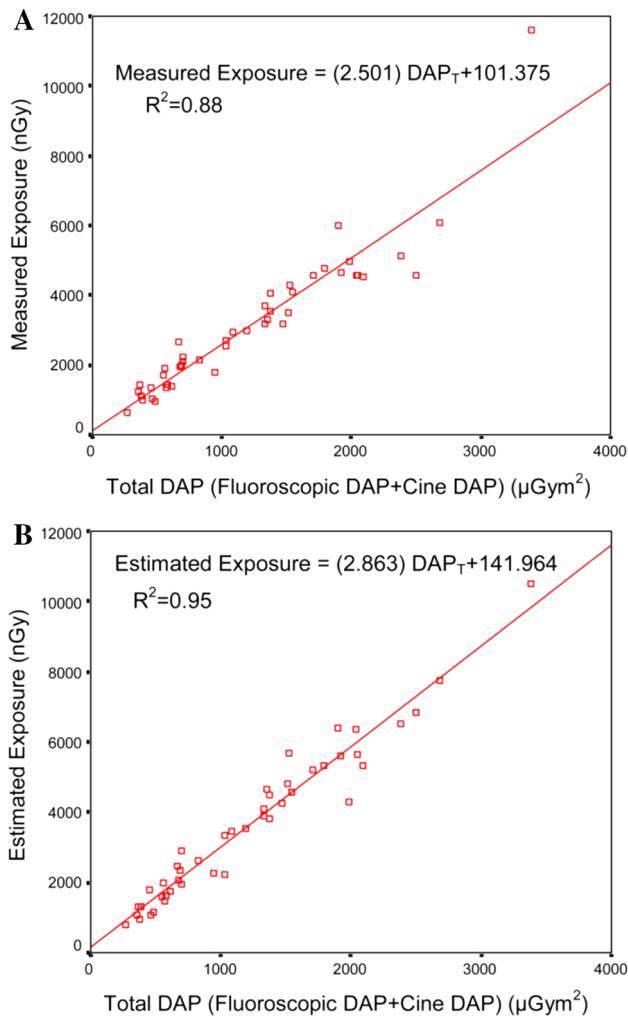 A
12000
10000
8000
6000
4000
2000
0
Measured Exposure (nGy)
Measured Exposure = (2.501) DAP_T+101.375
R²=0.88
0 1000 2000 3000 4000
Total DAP (Fluoroscopic DAP+Cine DAP) (µGym²)
B
12000
10000
8000
6000
4000
2000
0
Estimated Exposure (nGy)
Estimated Exposure = (2.863) DAP_T+141.964
R²=0.95
0 1000 2000 3000 4000
Total DAP (Fluoroscopic DAP+Cine DAP) (µGym²)